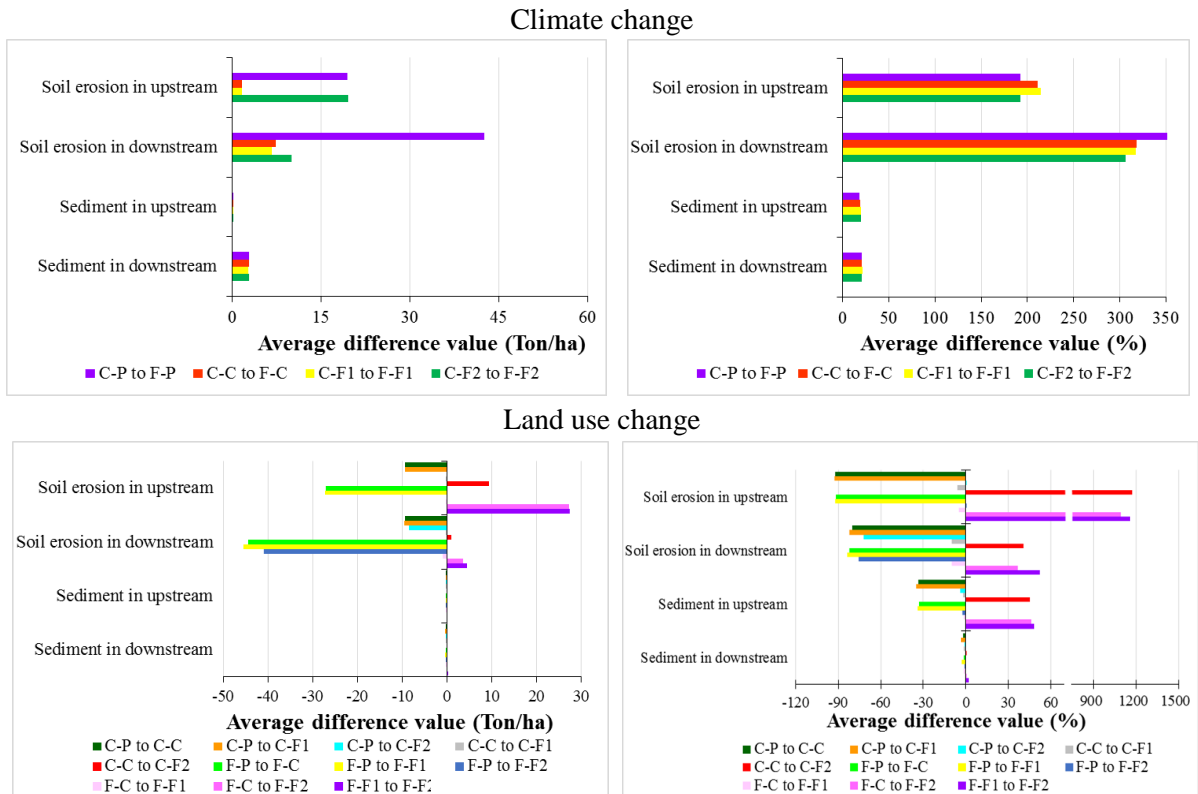 Climate change
Soil erosion in upstream
Soil erosion in downstream
Sediment in upstream
Sediment in downstream
0 15 30 45 60
Average difference value (Ton/ha)
C-P to F-P C-C to F-C C-F1 to F-F1 C-F2 to F-F2
Soil erosion in upstream
Soil erosion in downstream
Sediment in upstream
Sediment in downstream
0 50 100 150 200 250 300 350
Average difference value (%)
C-P to F-P C-C to F-C C-F1 to F-F1 C-F2 to F-F2
Land use change
Soil erosion in upstream
Soil erosion in downstream
Sediment in upstream
Sediment in downstream
-50 -40 -30 -20 -10 0 10 20 30
Average difference value (Ton/ha)
C-P to C-C C-P to C-F1 C-P to C-F2 C-C to C-F1
C-C to C-F2 F-P to F-C F-P to F-F1 F-P to F-F2
F-C to F-F1 F-C to F-F2 F-F1 to F-F2
Soil erosion in upstream
Soil erosion in downstream
Sediment in upstream
Sediment in downstream
-120 -90 -60 -30 0 30 60 900 1200 1500
Average difference value (%)
C-P to C-C C-P to C-F1 C-P to C-F2 C-C to C-F1
C-C to C-F2 F-P to F-C F-P to F-F1 F-P to F-F2
F-C to F-F1 F-C to F-F2 F-F1 to F-F2